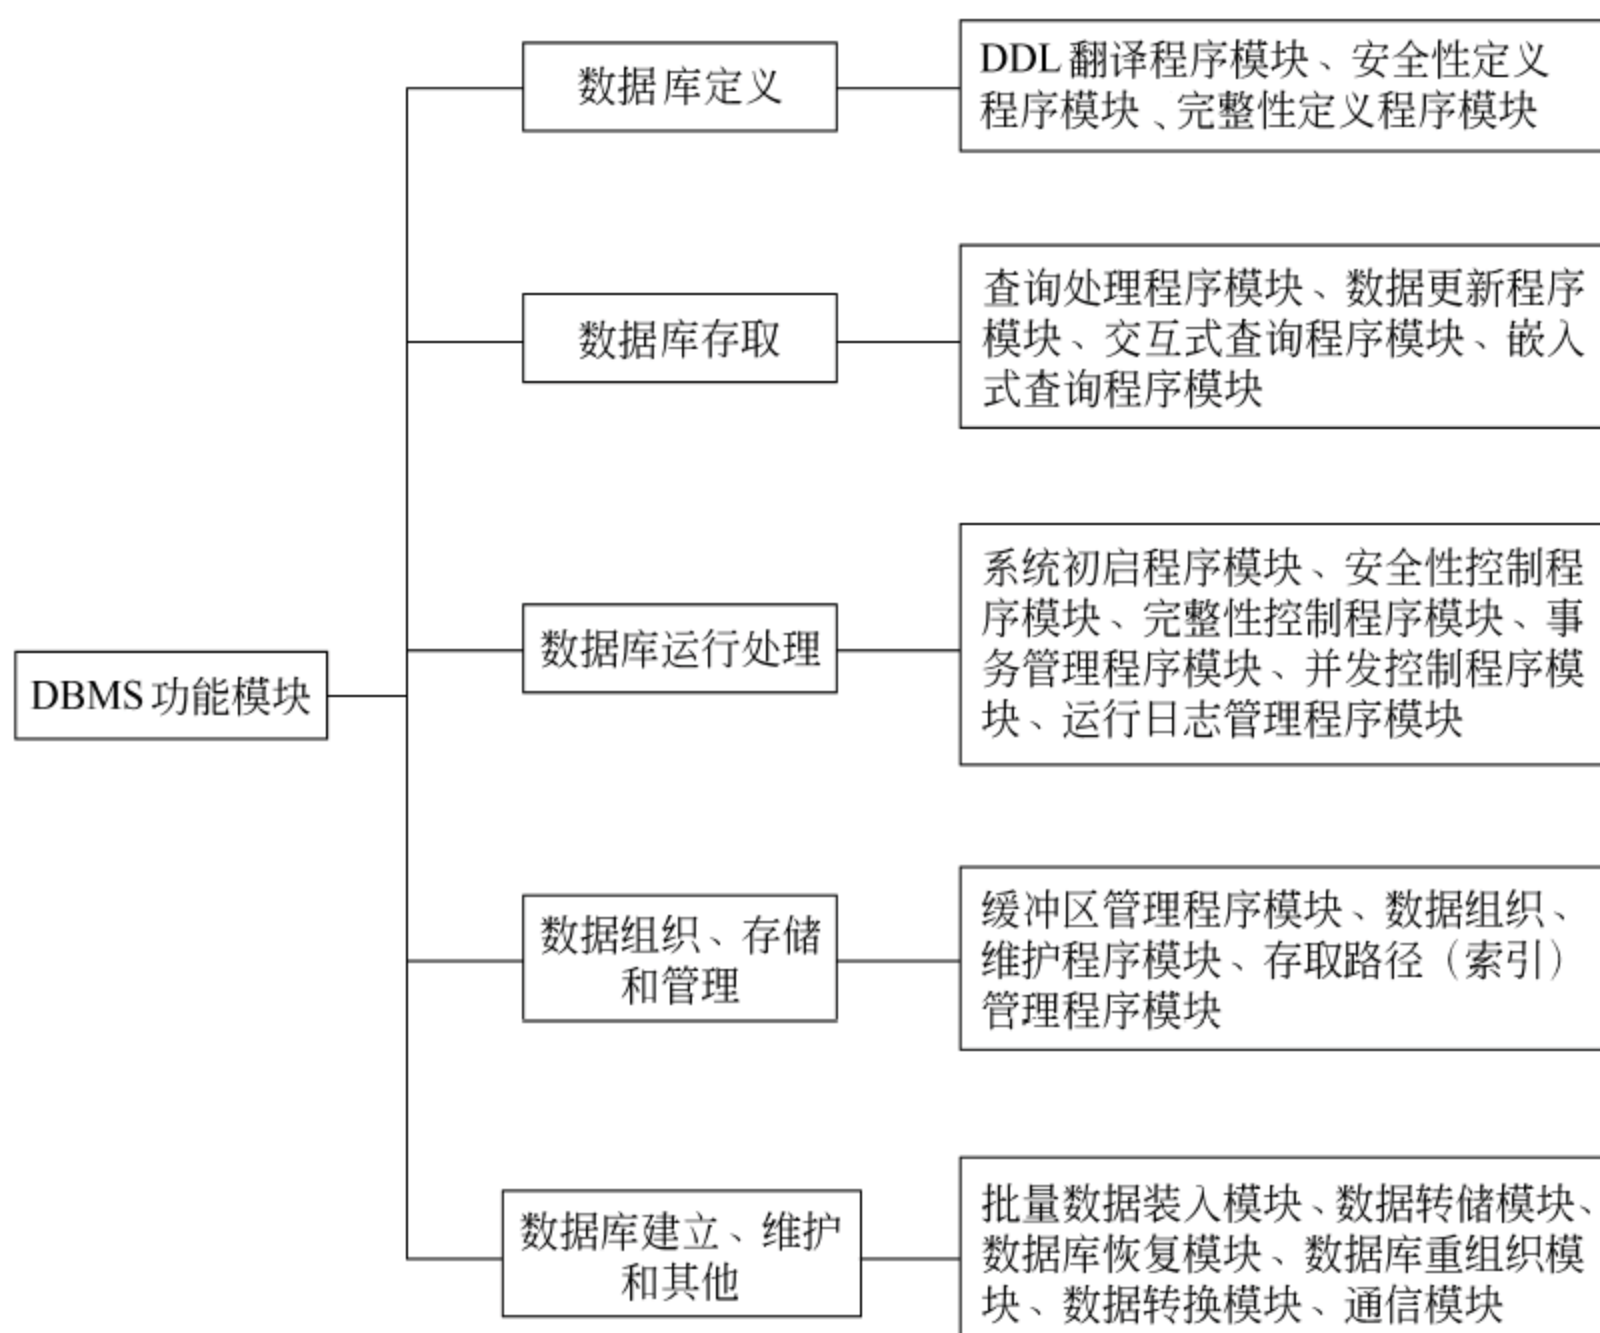 DBMS功能模块
数据库定义
DDL翻译程序模块、安全性定义
程序模块、完整性定义程序模块
数据库存取
查询处理程序模块、数据更新程序
模块、交互式查询程序模块、嵌入
式查询程序模块
数据库运行处理
系统初启程序模块、安全性控制程
序模块、完整性控制程序模块、事
务管理程序模块、并发控制程序模
块、运行日志管理程序模块
数据组织、存储
和管理
缓冲区管理程序模块、数据组织、
维护程序模块、存取路径（索引）
管理程序模块
数据库建立、维护
和其他
批量数据装入模块、数据转储模块、
数据库恢复模块、数据库重组织模
块、数据转换模块、通信模块